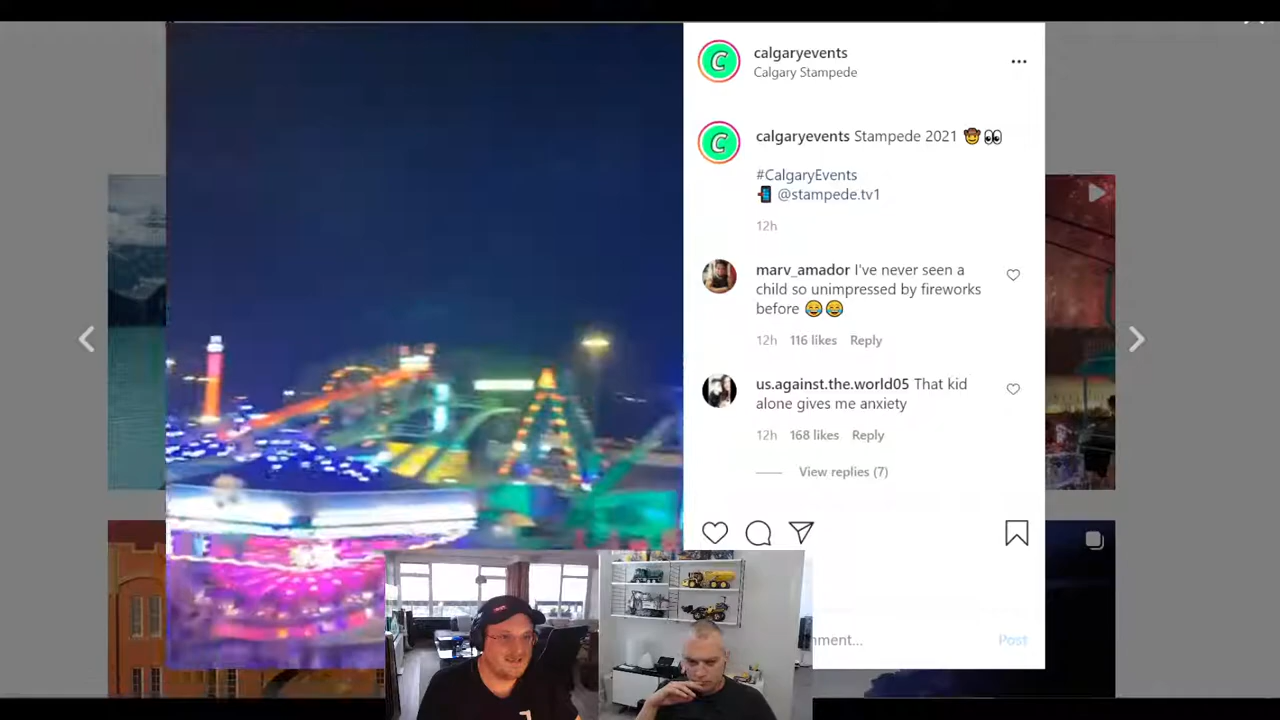 calgaryevents
Calgary Stampede
calgaryevents Stampede 2021 🤠👀
#CalgaryEvents
📲 @stampede.tv1
12h
marv_amador I've never seen a
child so unimpressed by fireworks
before 😂😂
12h 116 likes Reply
us.against.the.world05 That kid
alone gives me anxiety
12h 168 likes Reply
View replies (7)
mment... Post